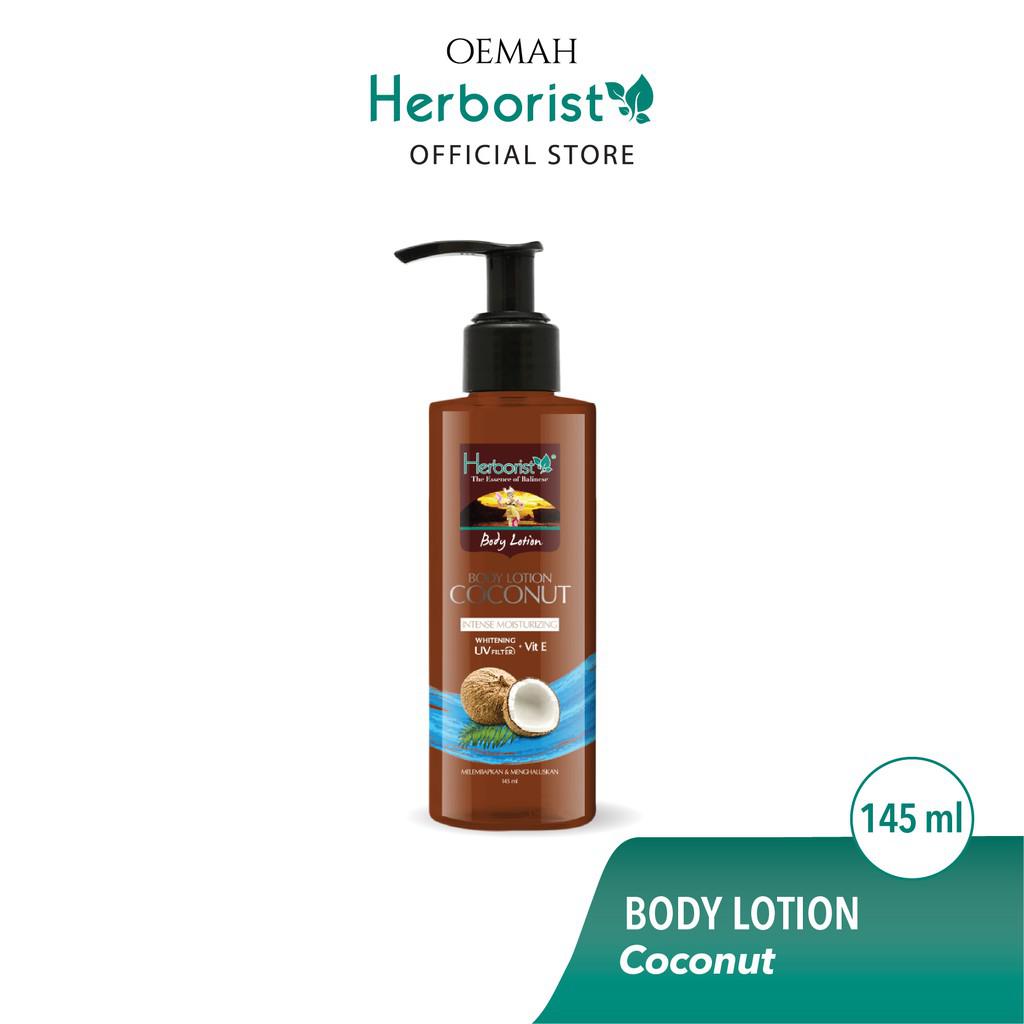 OEMAH
Herborist
OFFICIAL STORE
Herborist®
The Essence of Balinese
Body Lotion
BODY LOTION
COCONUT
INTENSE MOISTURIZING
WHITENING
UV FILTER + Vit E
MELEMBAPKAN & MENGHALUSKAN
145 ml
145 ml
BODY LOTION
Coconut